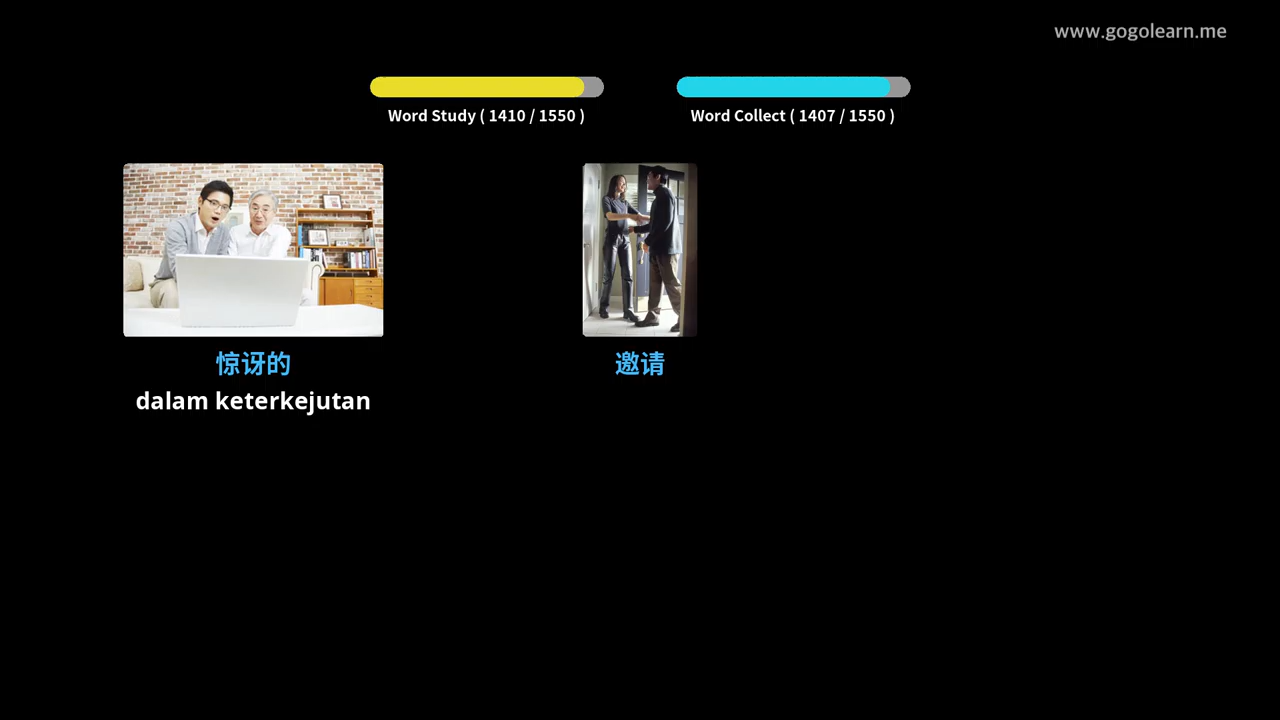 www.gogolearn.me
Word Study ( 1410 / 1550 )
Word Collect ( 1407 / 1550 )
惊讶的
dalam keterkejutan
邀请